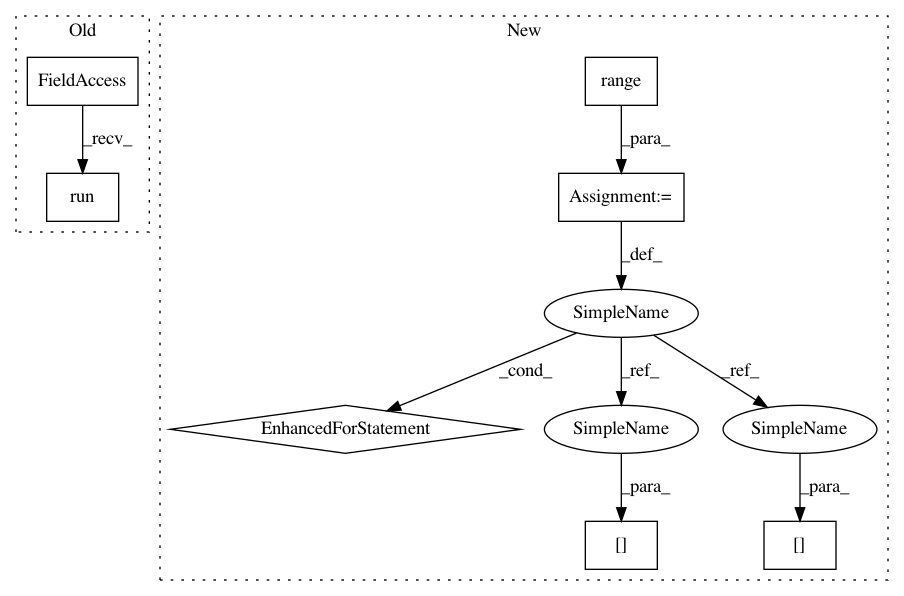 Old
New
FieldAccess
range
_recv_
_para_
run
Assignment:=
_def_
SimpleName
_cond_
_ref_
_ref_
EnhancedForStatement
SimpleName
SimpleName
_para_
_para_
[]
[]